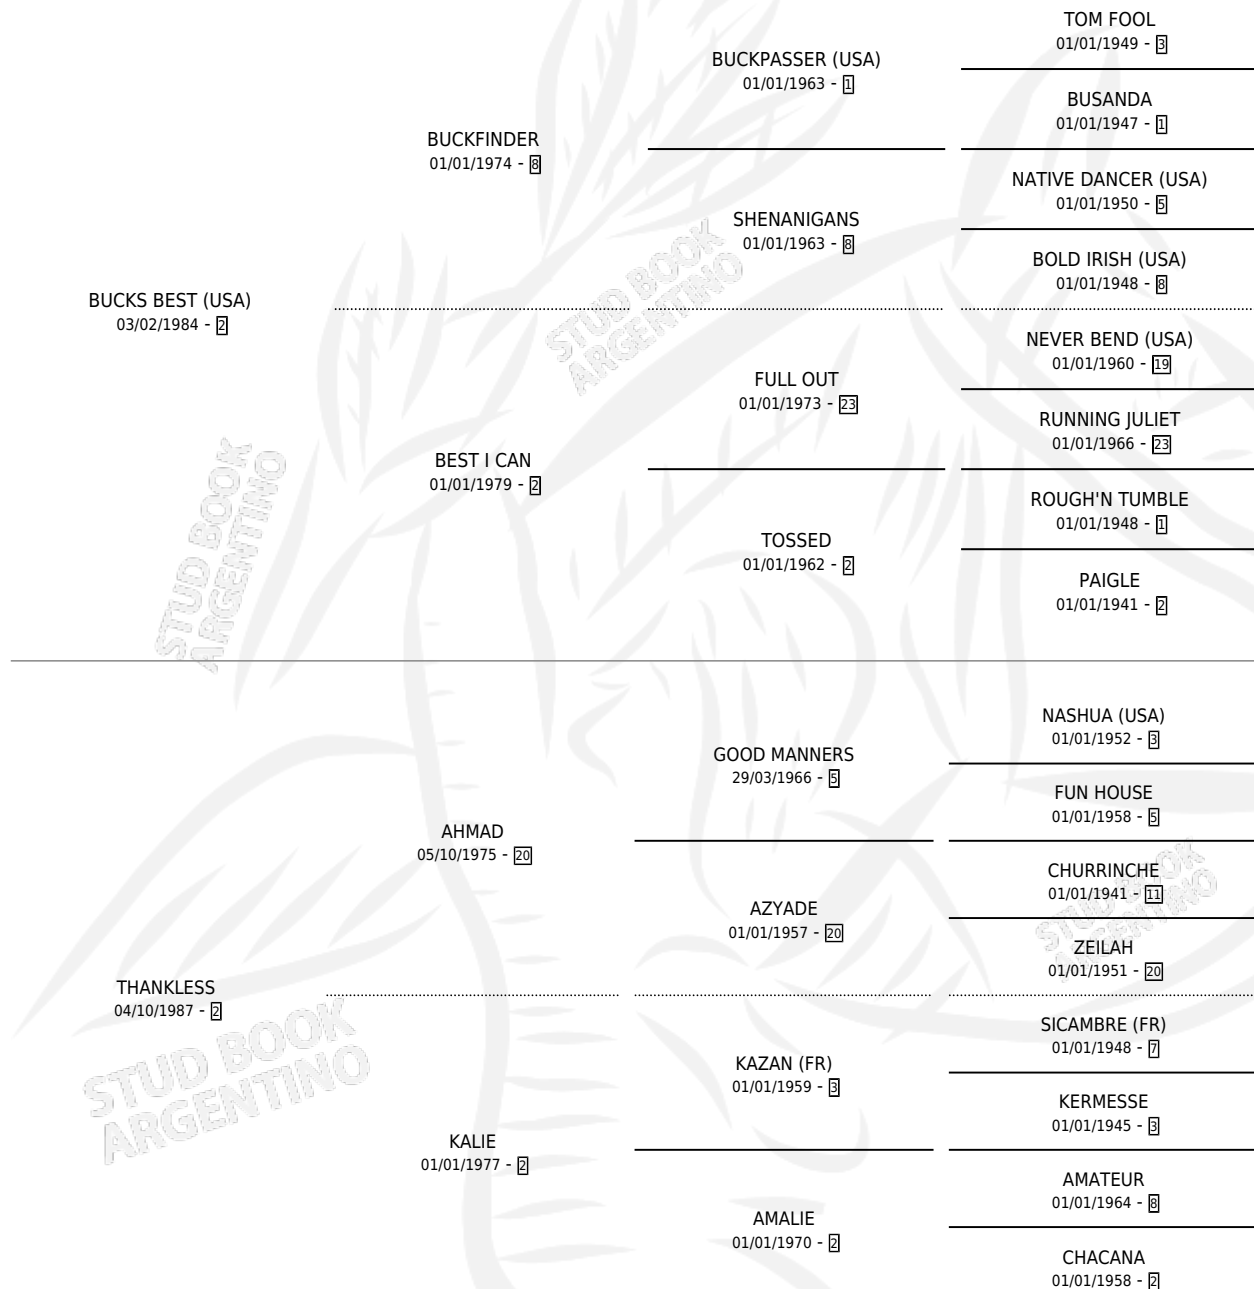 TOM FOOL
01/01/1949 - 3
BUCKPASSER (USA)
01/01/1963 - 1
BUSANDA
01/01/1947 - 1
BUCKFINDER
01/01/1974 - 8
NATIVE DANCER (USA)
01/01/1950 - 5
SHENANIGANS
01/01/1963 - 8
BOLD IRISH (USA)
01/01/1948 - 8
BUCKS BEST (USA)
03/02/1984 - 2
STUD BOOK
ARGENTINO
NEVER BEND (USA)
01/01/1960 - 19
FULL OUT
01/01/1973 - 23
RUNNING JULIET
01/01/1966 - 23
BEST I CAN
01/01/1979 - 2
ROUGH'N TUMBLE
01/01/1948 - 1
TOSSED
01/01/1962 - 2
PAIGLE
01/01/1941 - 2
STUD BOOK
ARGENTINO
NASHUA (USA)
01/01/1952 - 3
GOOD MANNERS
29/03/1966 - 5
FUN HOUSE
01/01/1958 - 5
AHMAD
05/10/1975 - 20
CHURRINCHE
01/01/1941 - 11
AZYADE
01/01/1957 - 20
ZEILAH
01/01/1951 - 20
STUD BOOK
ARGENTINO
THANKLESS
04/10/1987 - 2
STUD BOOK
ARGENTINO
SICAMBRE (FR)
01/01/1948 - 7
KAZAN (FR)
01/01/1959 - 3
KERMESSE
01/01/1945 - 3
KALIE
01/01/1977 - 2
AMATEUR
01/01/1964 - 8
AMALIE
01/01/1970 - 2
CHACANA
01/01/1958 - 2